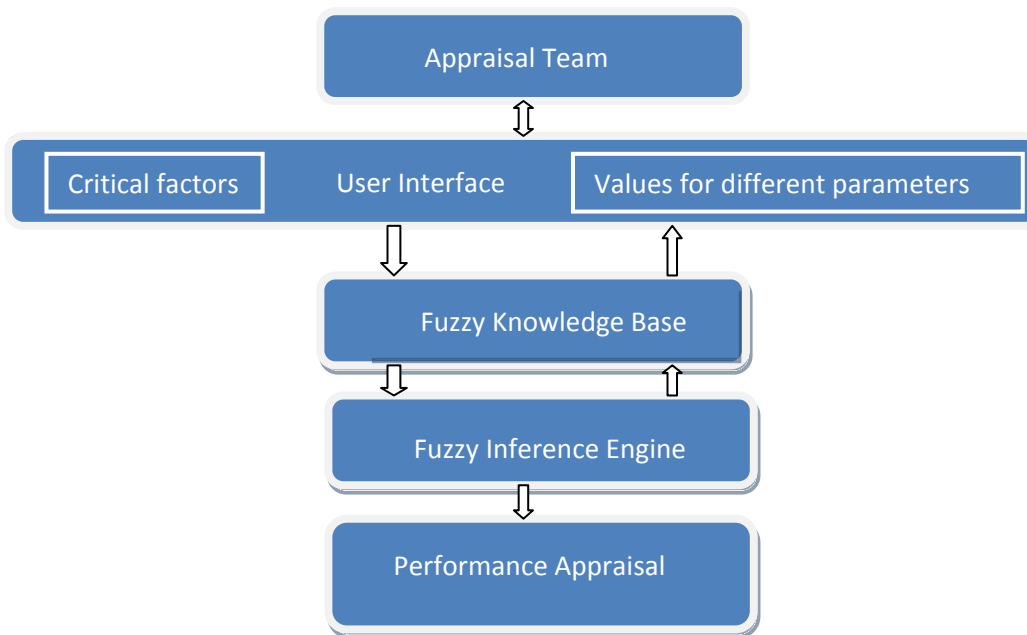 Appraisal Team
Critical factors
User Interface
Values for different parameters
Fuzzy Knowledge Base
Fuzzy Inference Engine
Performance Appraisal